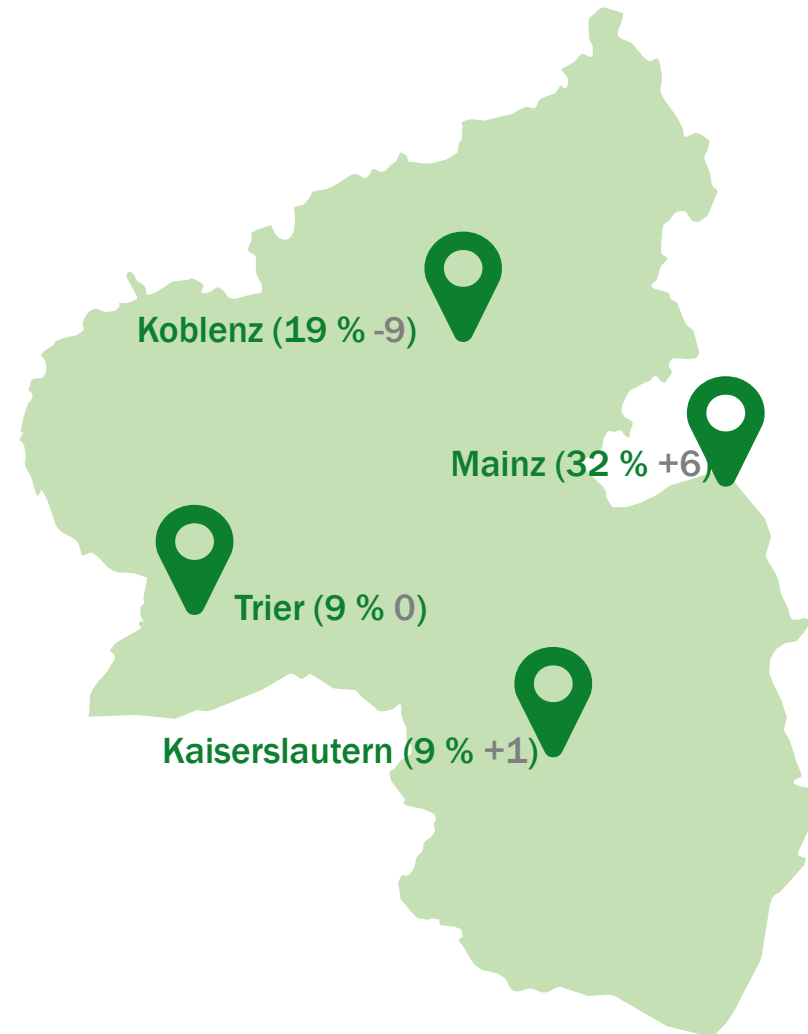 Koblenz (19 % -9)
Mainz (32 % +6)
Trier (9 % 0)
Kaiserslautern (9 % +1)